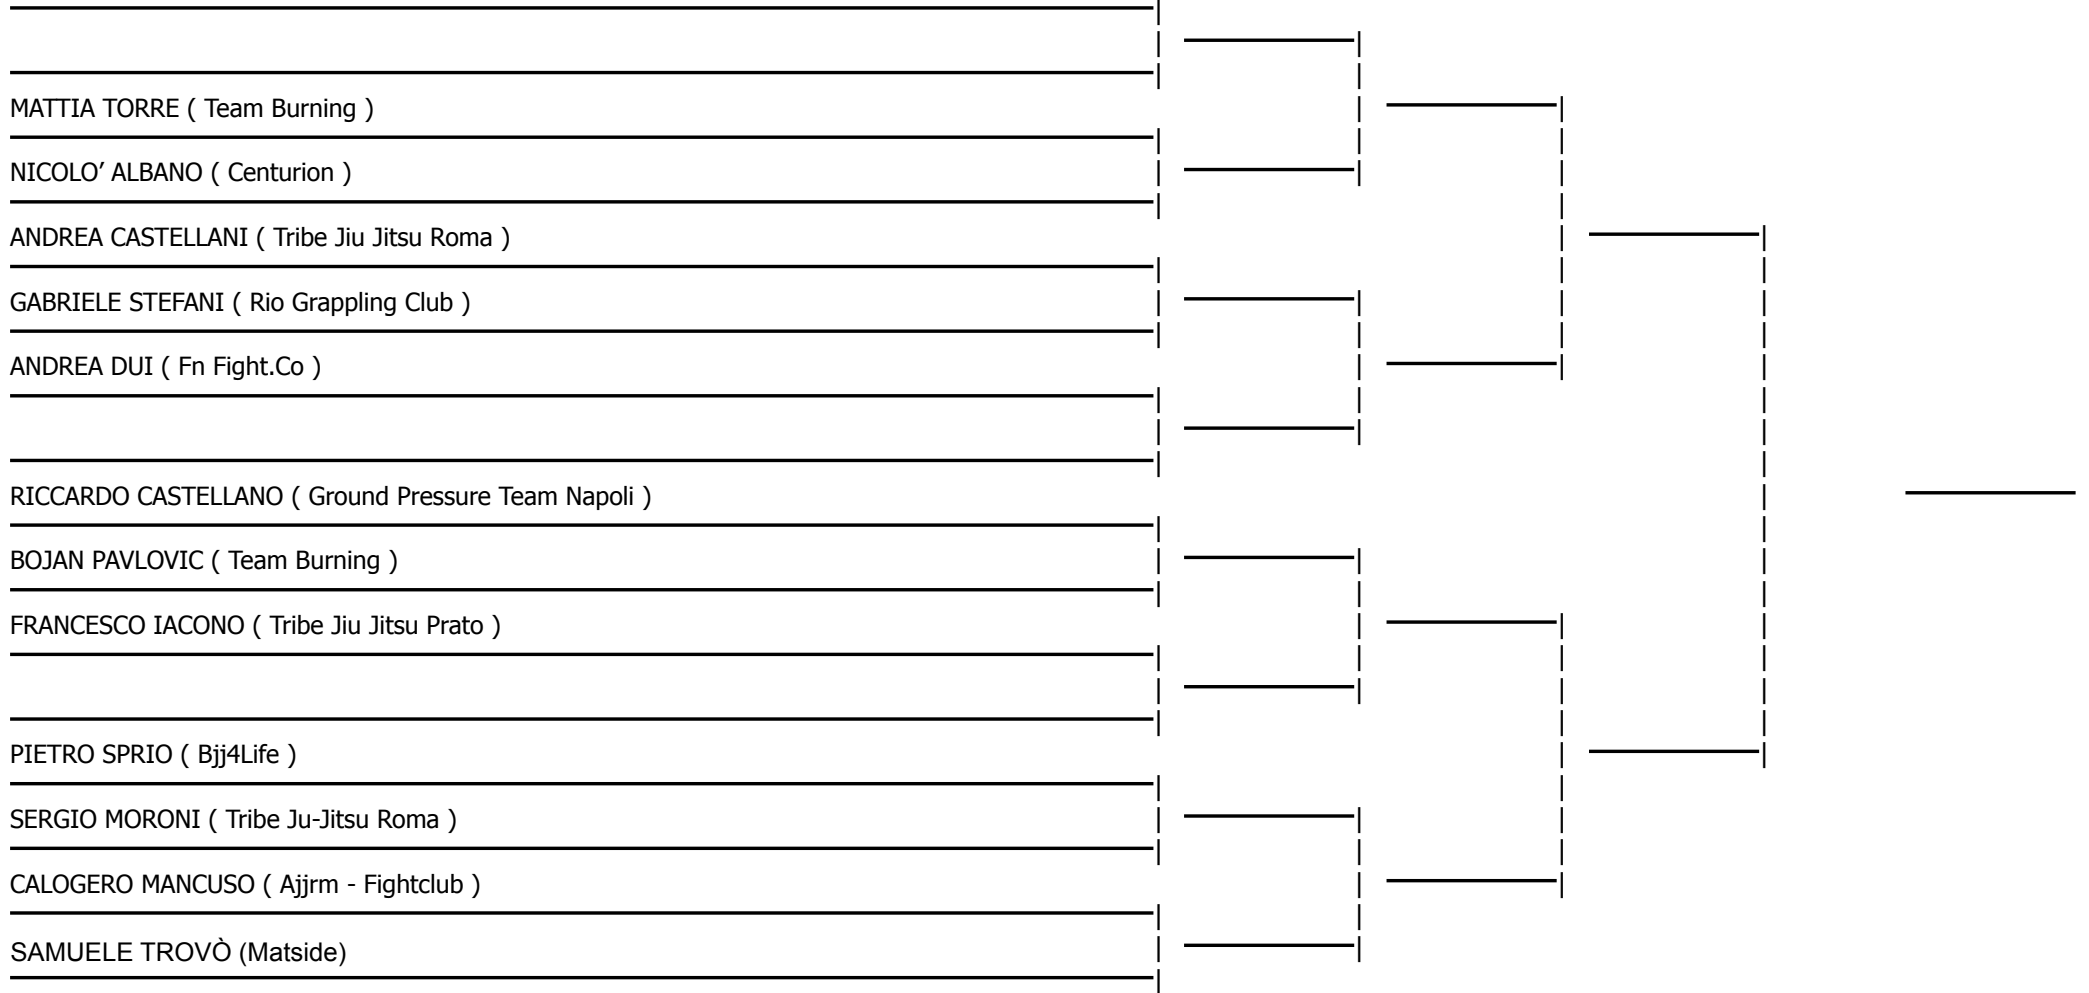 MATTIA TORRE ( Team Burning )
NICOLO’ ALBANO ( Centurion )
ANDREA CASTELLANI ( Tribe Jiu Jitsu Roma )
GABRIELE STEFANI ( Rio Grappling Club )
ANDREA DUI ( Fn Fight.Co )
RICCARDO CASTELLANO ( Ground Pressure Team Napoli )
BOJAN PAVLOVIC ( Team Burning )
FRANCESCO IACONO ( Tribe Jiu Jitsu Prato )
PIETRO SPRIO ( Bjj4Life )
SERGIO MORONI ( Tribe Ju-Jitsu Roma )
CALOGERO MANCUSO ( Ajjrm - Fightclub )
SAMUELE TROVÒ (Matside)